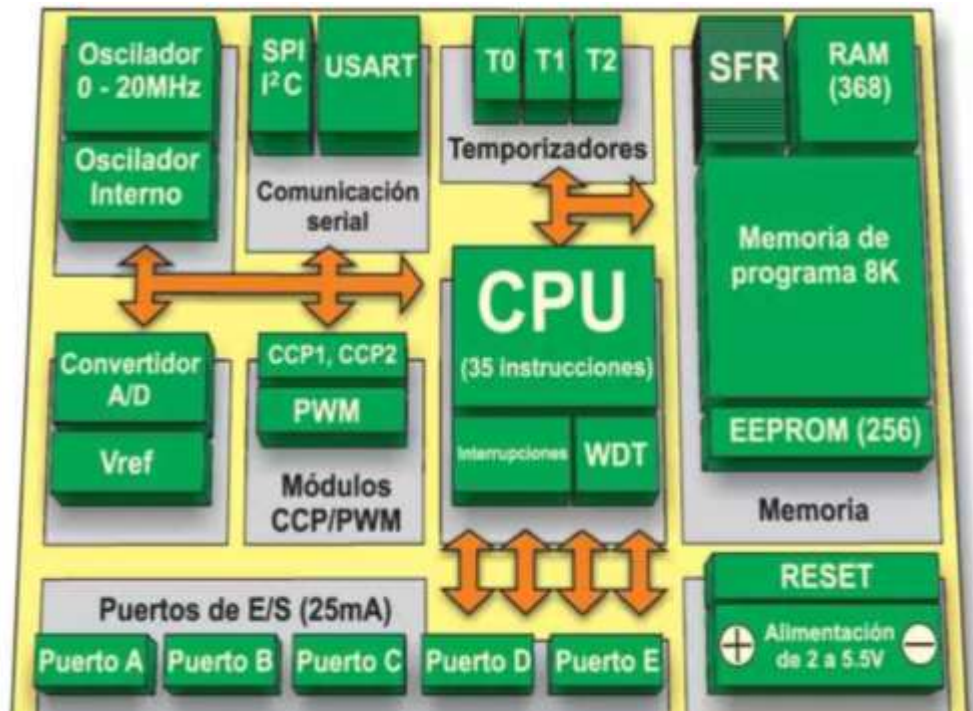 Oscilador
0 - 20MHz
Oscilador
Interno
SPI
I²C
USART
Comunicación
serial
T0
T1
T2
Temporizadores
SFR
RAM
(368)
Memoria de
programa 8K
EEPROM (256)
Memoria
Convertidor
A/D
Vref
CCP1, CCP2
PWM
Módulos
CCP/PWM
CPU
(35 instrucciones)
Interrupciones
WDT
Puertos de E/S (25mA)
Puerto A
Puerto B
Puerto C
Puerto D
Puerto E
RESET
+
Alimentación
de 2 a 5.5V
−